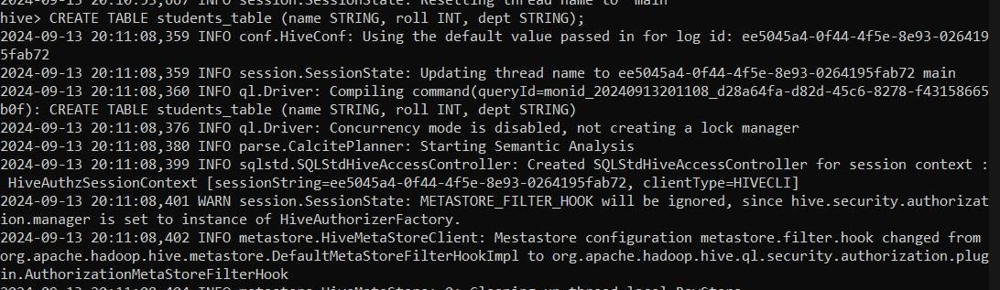 2024-09-13 20:10:53,667 INFO session.SessionState: Resetting thread name to  main
hive> CREATE TABLE students_table (name STRING, roll INT, dept STRING);
2024-09-13 20:11:08,359 INFO conf.HiveConf: Using the default value passed in for log id: ee5045a4-0f44-4f5e-8e93-026419
5fab72
2024-09-13 20:11:08,359 INFO session.SessionState: Updating thread name to ee5045a4-0f44-4f5e-8e93-0264195fab72 main
2024-09-13 20:11:08,360 INFO ql.Driver: Compiling command(queryId=monid_20240913201108_d28a64fa-d82d-45c6-8278-f43158665
b0f): CREATE TABLE students_table (name STRING, roll INT, dept STRING)
2024-09-13 20:11:08,376 INFO ql.Driver: Concurrency mode is disabled, not creating a lock manager
2024-09-13 20:11:08,380 INFO parse.CalcitePlanner: Starting Semantic Analysis
2024-09-13 20:11:08,399 INFO sqlstd.SQLStdHiveAccessController: Created SQLStdHiveAccessController for session context :
 HiveAuthzSessionContext [sessionString=ee5045a4-0f44-4f5e-8e93-0264195fab72, clientType=HIVECLI]
2024-09-13 20:11:08,401 WARN session.SessionState: METASTORE_FILTER_HOOK will be ignored, since hive.security.authorizat
ion.manager is set to instance of HiveAuthorizerFactory.
2024-09-13 20:11:08,402 INFO metastore.HiveMetaStoreClient: Mestastore configuration metastore.filter.hook changed from
org.apache.hadoop.hive.metastore.DefaultMetaStoreFilterHookImpl to org.apache.hadoop.hive.ql.security.authorization.plug
in.AuthorizationMetaStoreFilterHook
2024-09-13 20:11:08,404 INFO metastore.HiveMetaStore: 0: Cleaning up thread local RawStore